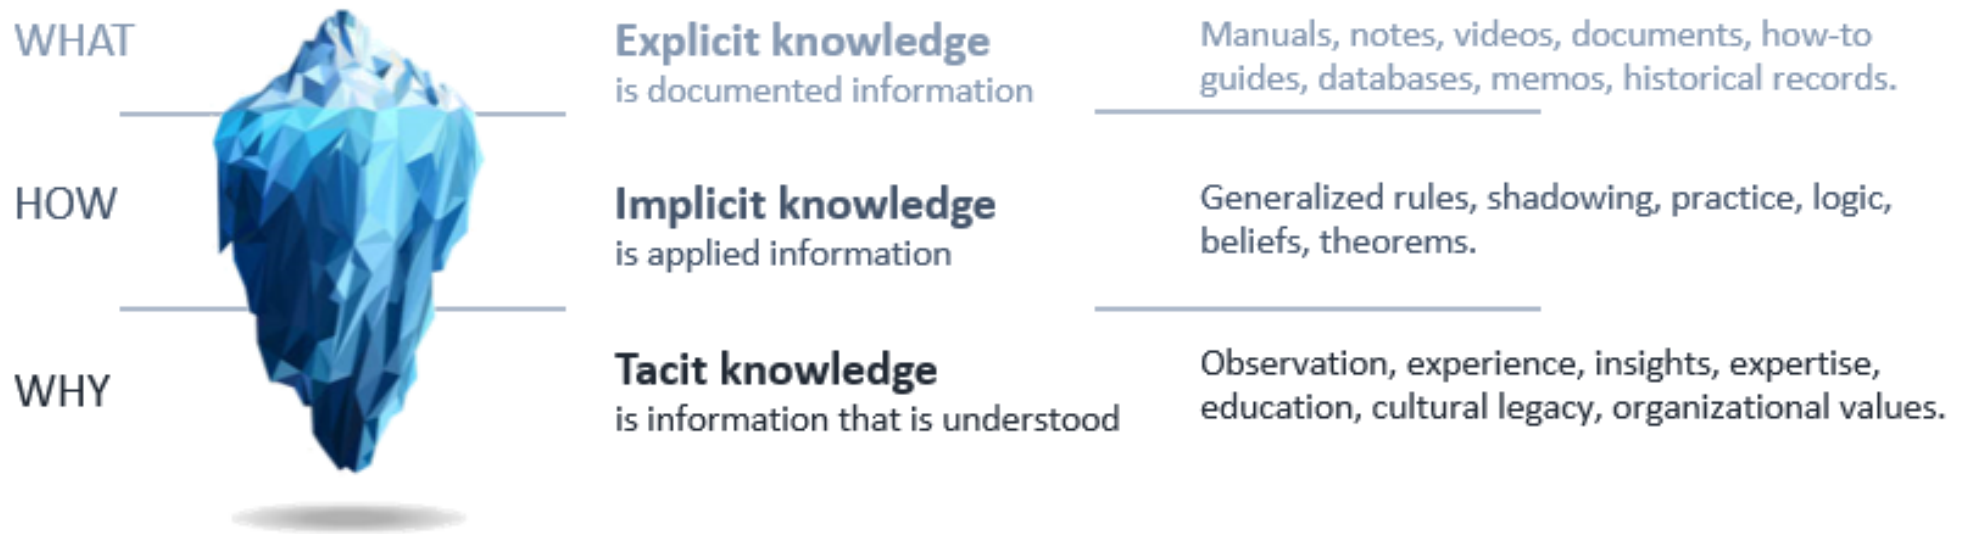 WHAT
Explicit knowledge
is documented information
Manuals, notes, videos, documents, how-to
guides, databases, memos, historical records.
HOW
Implicit knowledge
is applied information
Generalized rules, shadowing, practice, logic,
beliefs, theorems.
WHY
Tacit knowledge
is information that is understood
Observation, experience, insights, expertise,
education, cultural legacy, organizational values.